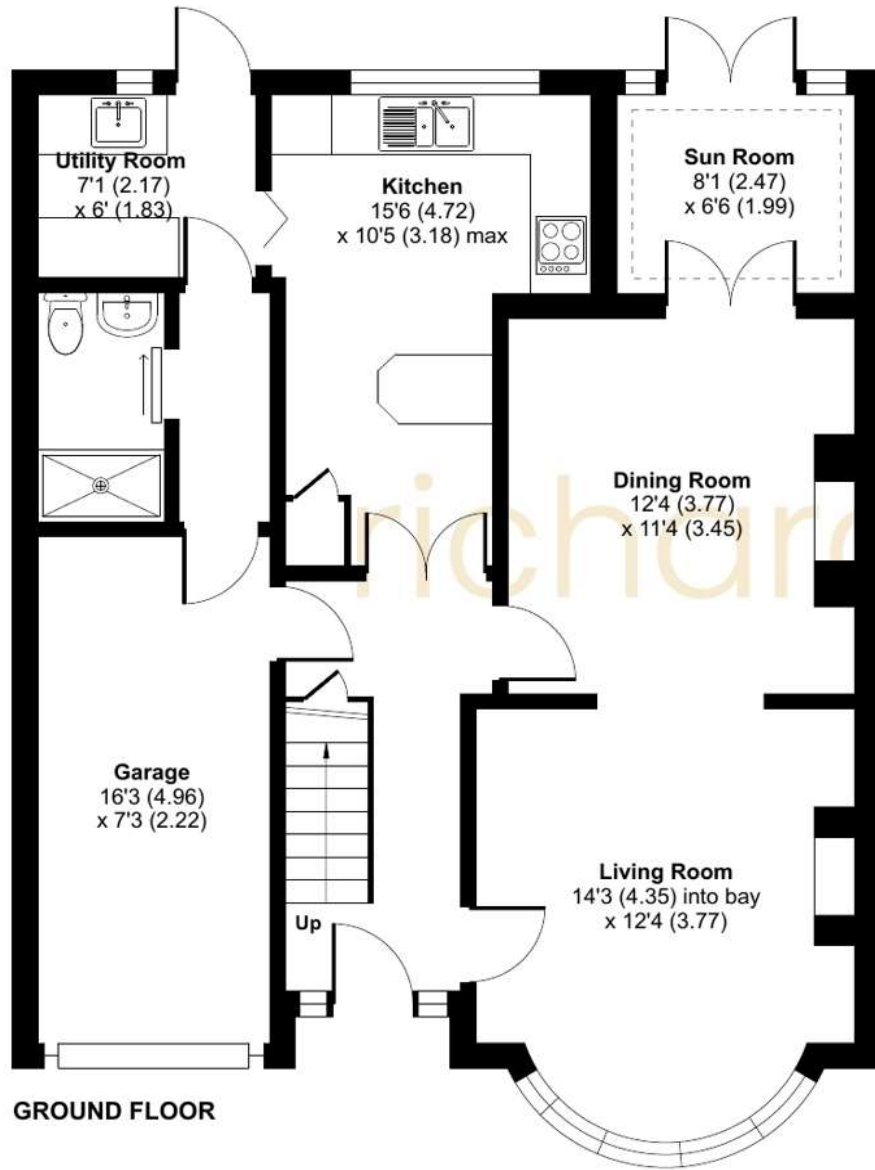 Utility Room
7'1 (2.17)
x 6' (1.83)
Kitchen
15'6 (4.72)
x 10'5 (3.18) max
Sun Room
8'1 (2.47)
x 6'6 (1.99)
Dining Room
12'4 (3.77)
x 11'4 (3.45)
Garage
16'3 (4.96)
x 7'3 (2.22)
Living Room
14'3 (4.35) into bay
x 12'4 (3.77)
Up
GROUND FLOOR